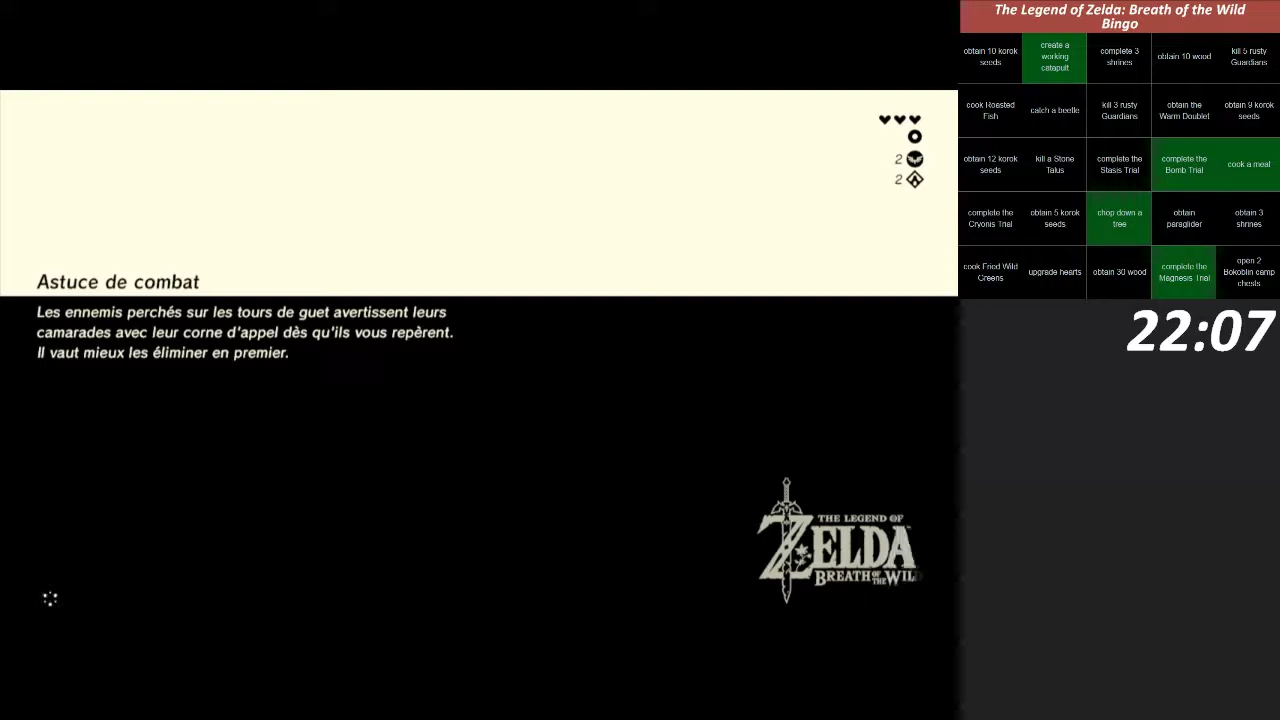 The Legend of Zelda: Breath of the Wild
Bingo
obtain 10 korok
seeds
create a
working
catapult
complete 3
shrines
obtain 10 wood
kill 5 rusty
Guardians
cook Roasted
Fish
catch a beetle
kill 3 rusty
Guardians
obtain the
Warm Doublet
obtain 9 korok
seeds
obtain 12 korok
seeds
kill a Stone
Talus
complete the
Stasis Trial
complete the
Bomb Trial
cook a meal
complete the
Cryonis Trial
obtain 5 korok
seeds
chop down a
tree
obtain
paraglider
obtain 3
shrines
cook Fried Wild
Greens
upgrade hearts
obtain 30 wood
complete the
Magnesis Trial
open 2
Bokoblin camp
chests
22:07
2
2
Astuce de combat
Les ennemis perchés sur les tours de guet avertissent leurs
camarades avec leur corne d'appel dès qu'ils vous repèrent.
Il vaut mieux les éliminer en premier.
THE LEGEND OF
ZELDA
BREATH OF THE WILD